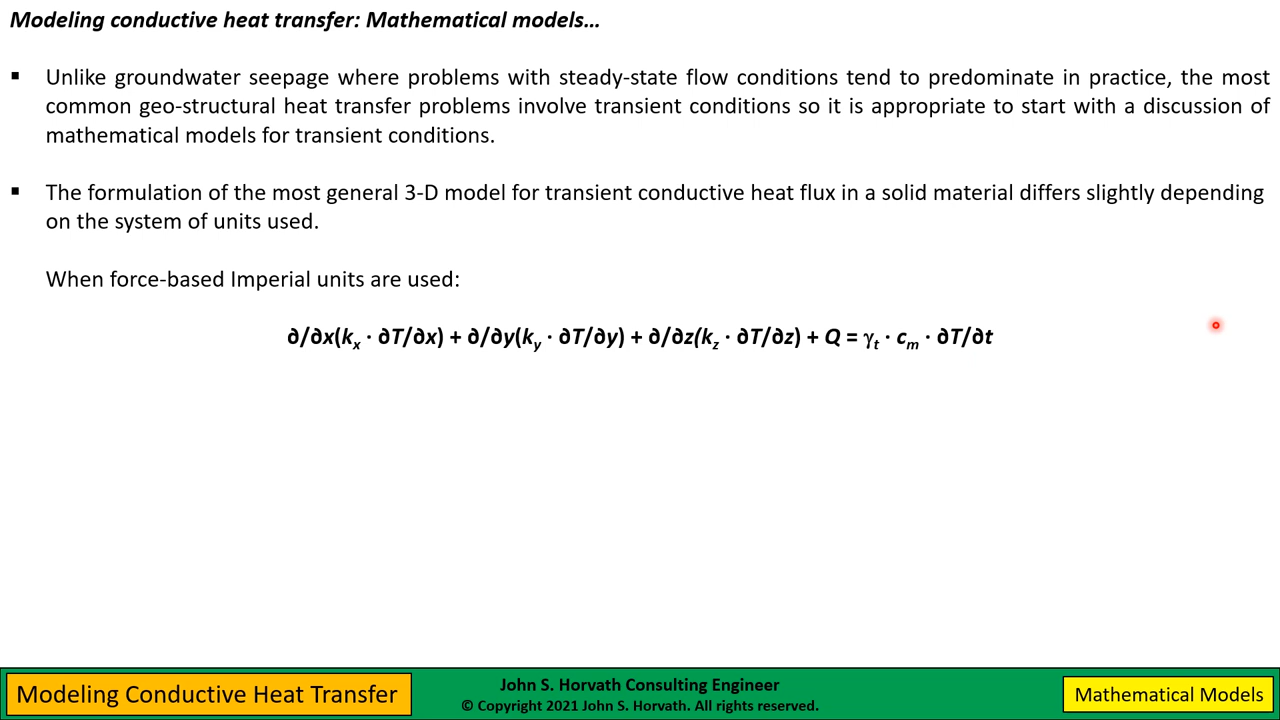 Modeling conductive heat transfer: Mathematical models…
▪ Unlike groundwater seepage where problems with steady-state flow conditions tend to predominate in practice, the most
common geo-structural heat transfer problems involve transient conditions so it is appropriate to start with a discussion of
mathematical models for transient conditions.
▪ The formulation of the most general 3-D model for transient conductive heat flux in a solid material differs slightly depending
on the system of units used.
When force-based Imperial units are used:
∂/∂x(kₓ · ∂T/∂x) + ∂/∂y(k_y · ∂T/∂y) + ∂/∂z(k_z · ∂T/∂z) + Q = γ_t · c_m · ∂T/∂t
Modeling Conductive Heat Transfer
John S. Horvath Consulting Engineer
© Copyright 2021 John S. Horvath. All rights reserved.
Mathematical Models